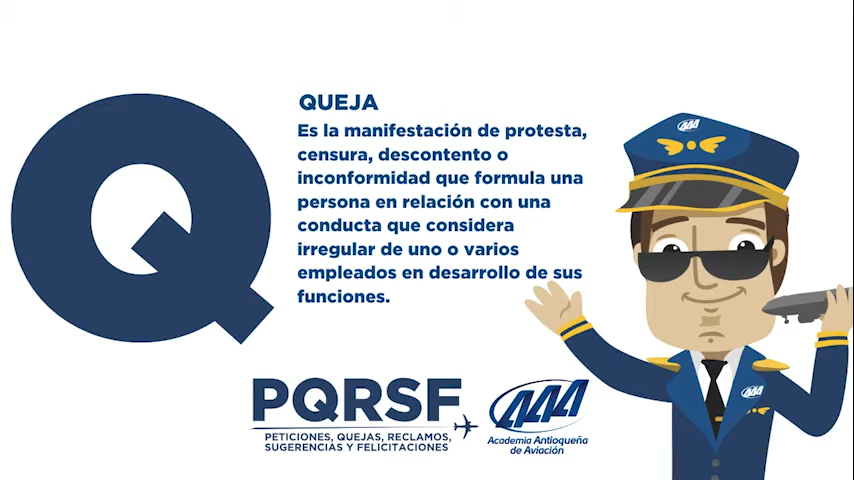 Q
QUEJA
Es la manifestación de protesta,
censura, descontento o
inconformidad que formula una
persona en relación con una
conducta que considera
irregular de uno o varios
empleados en desarrollo de sus
funciones.
PQRSF
PETICIONES, QUEJAS, RECLAMOS,
SUGERENCIAS Y FELICITACIONES
AAA
Academia Antioqueña
de Aviación
AAA
AAA